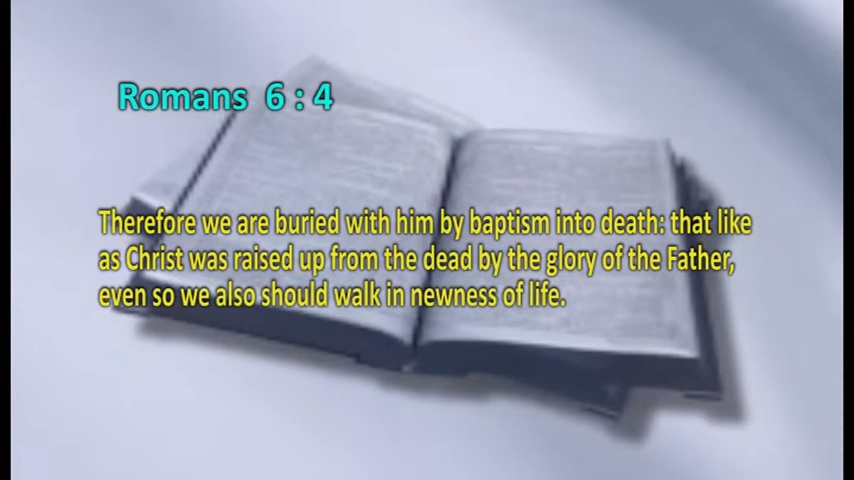 Romans 6 : 4
Therefore we are buried with him by baptism into death: that like
as Christ was raised up from the dead by the glory of the Father,
even so we also should walk in newness of life.